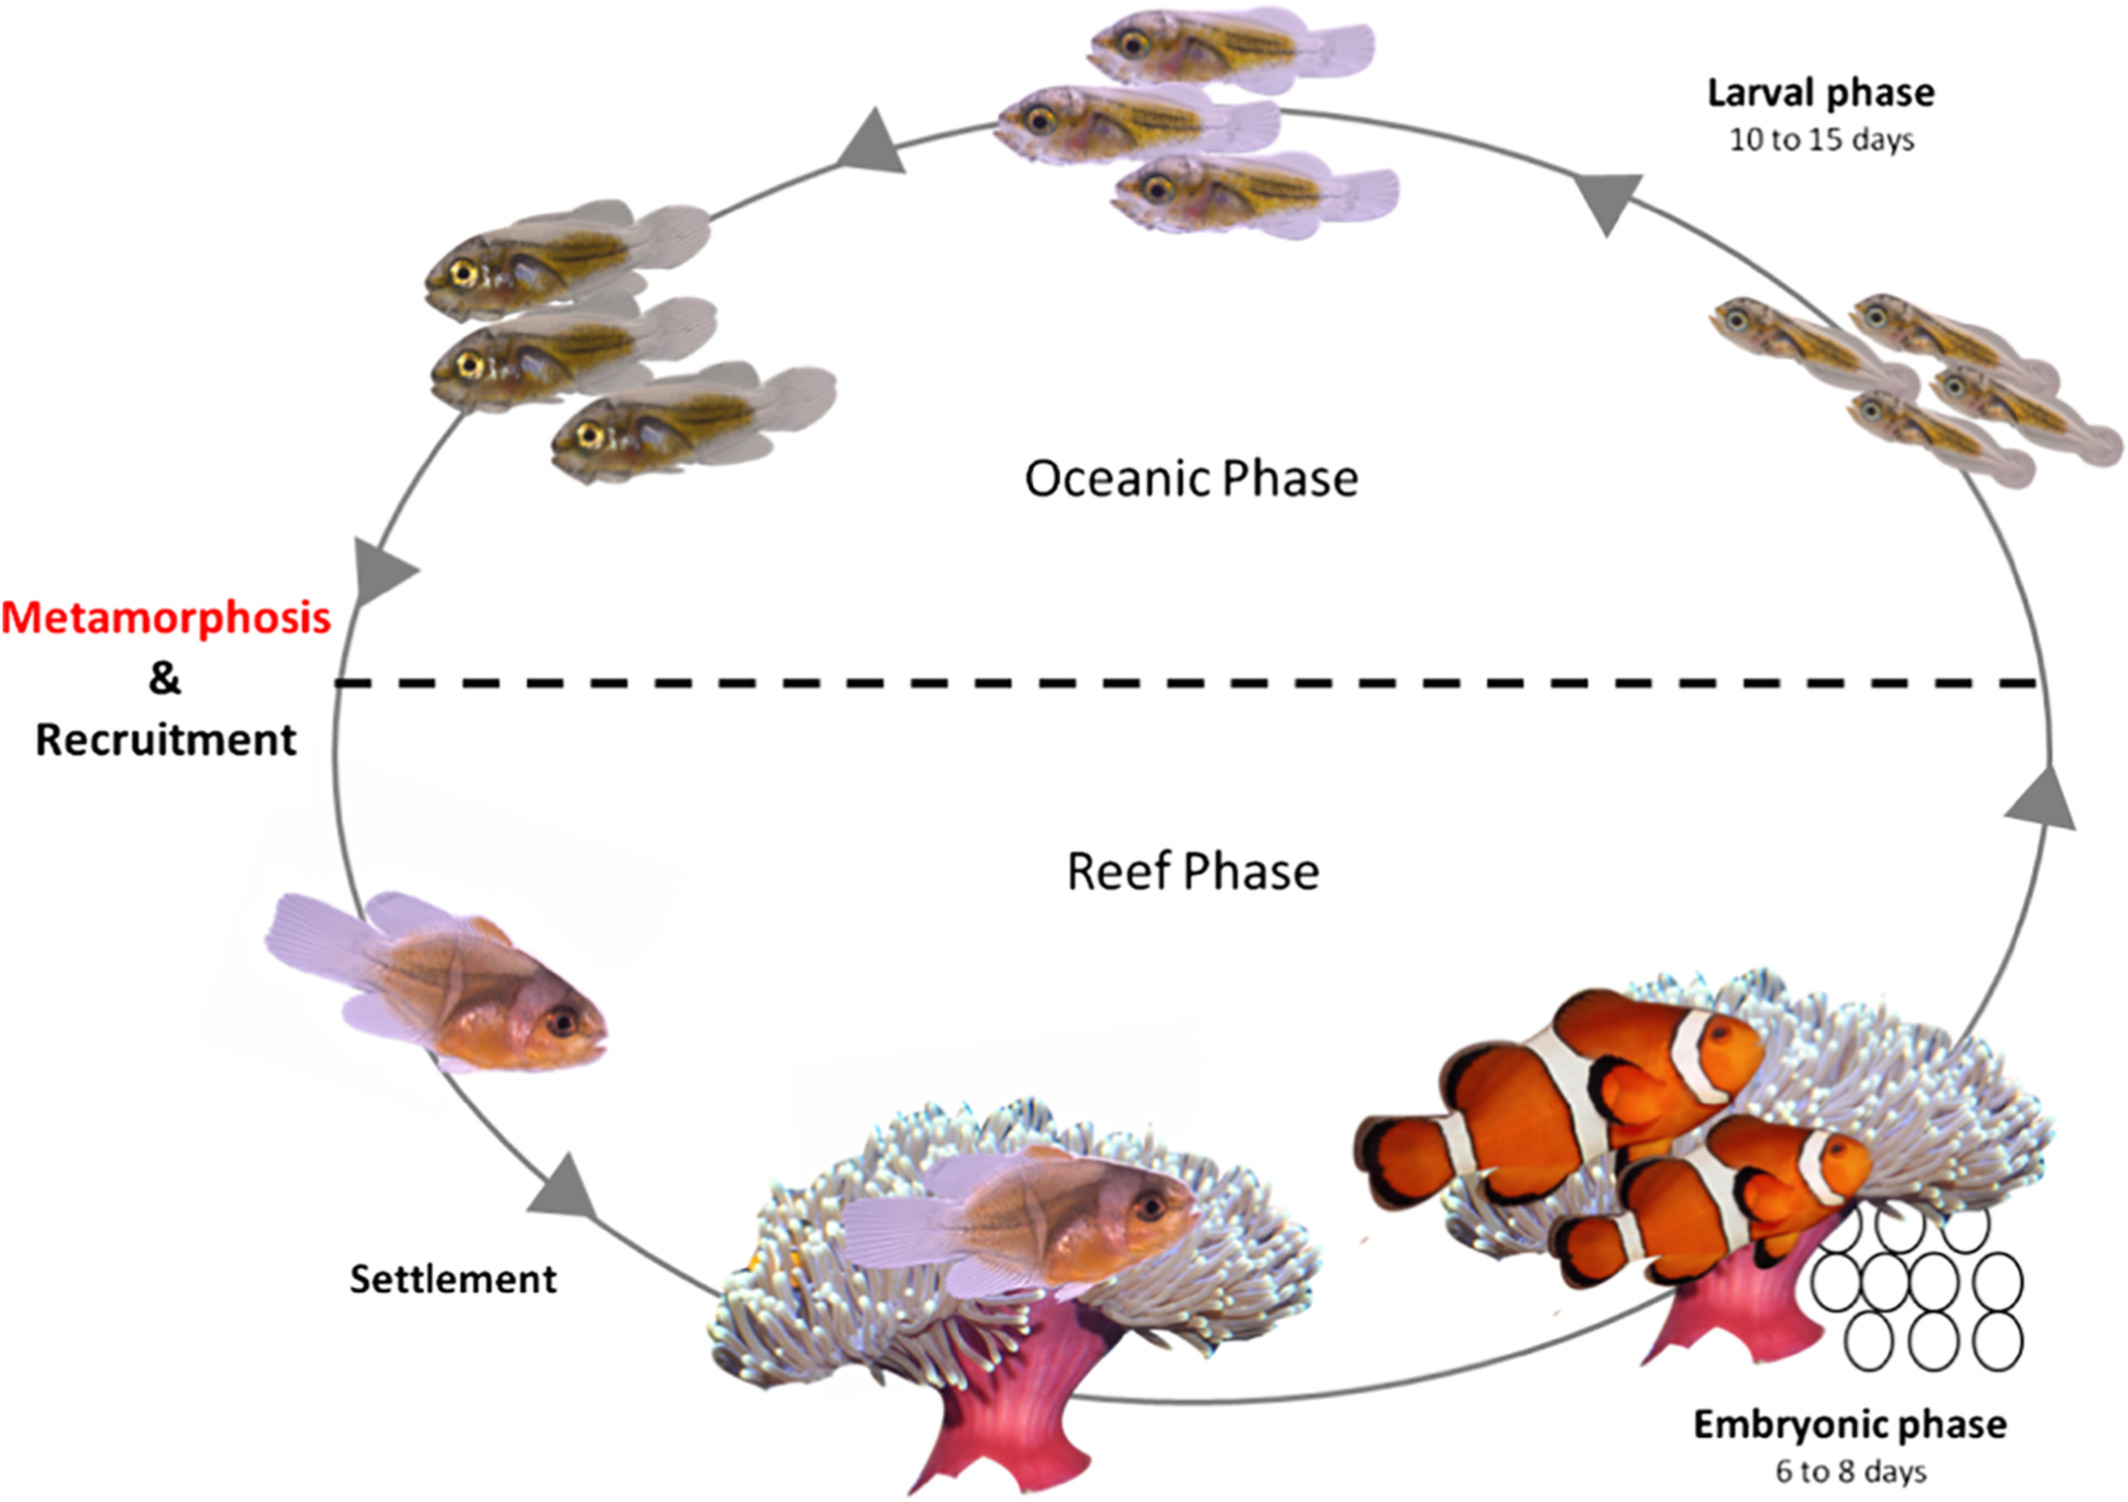 Larval phase
10 to 15 days
Oceanic Phase
Metamorphosis
&
Recruitment
Reef Phase
Settlement
Embryonic phase
6 to 8 days